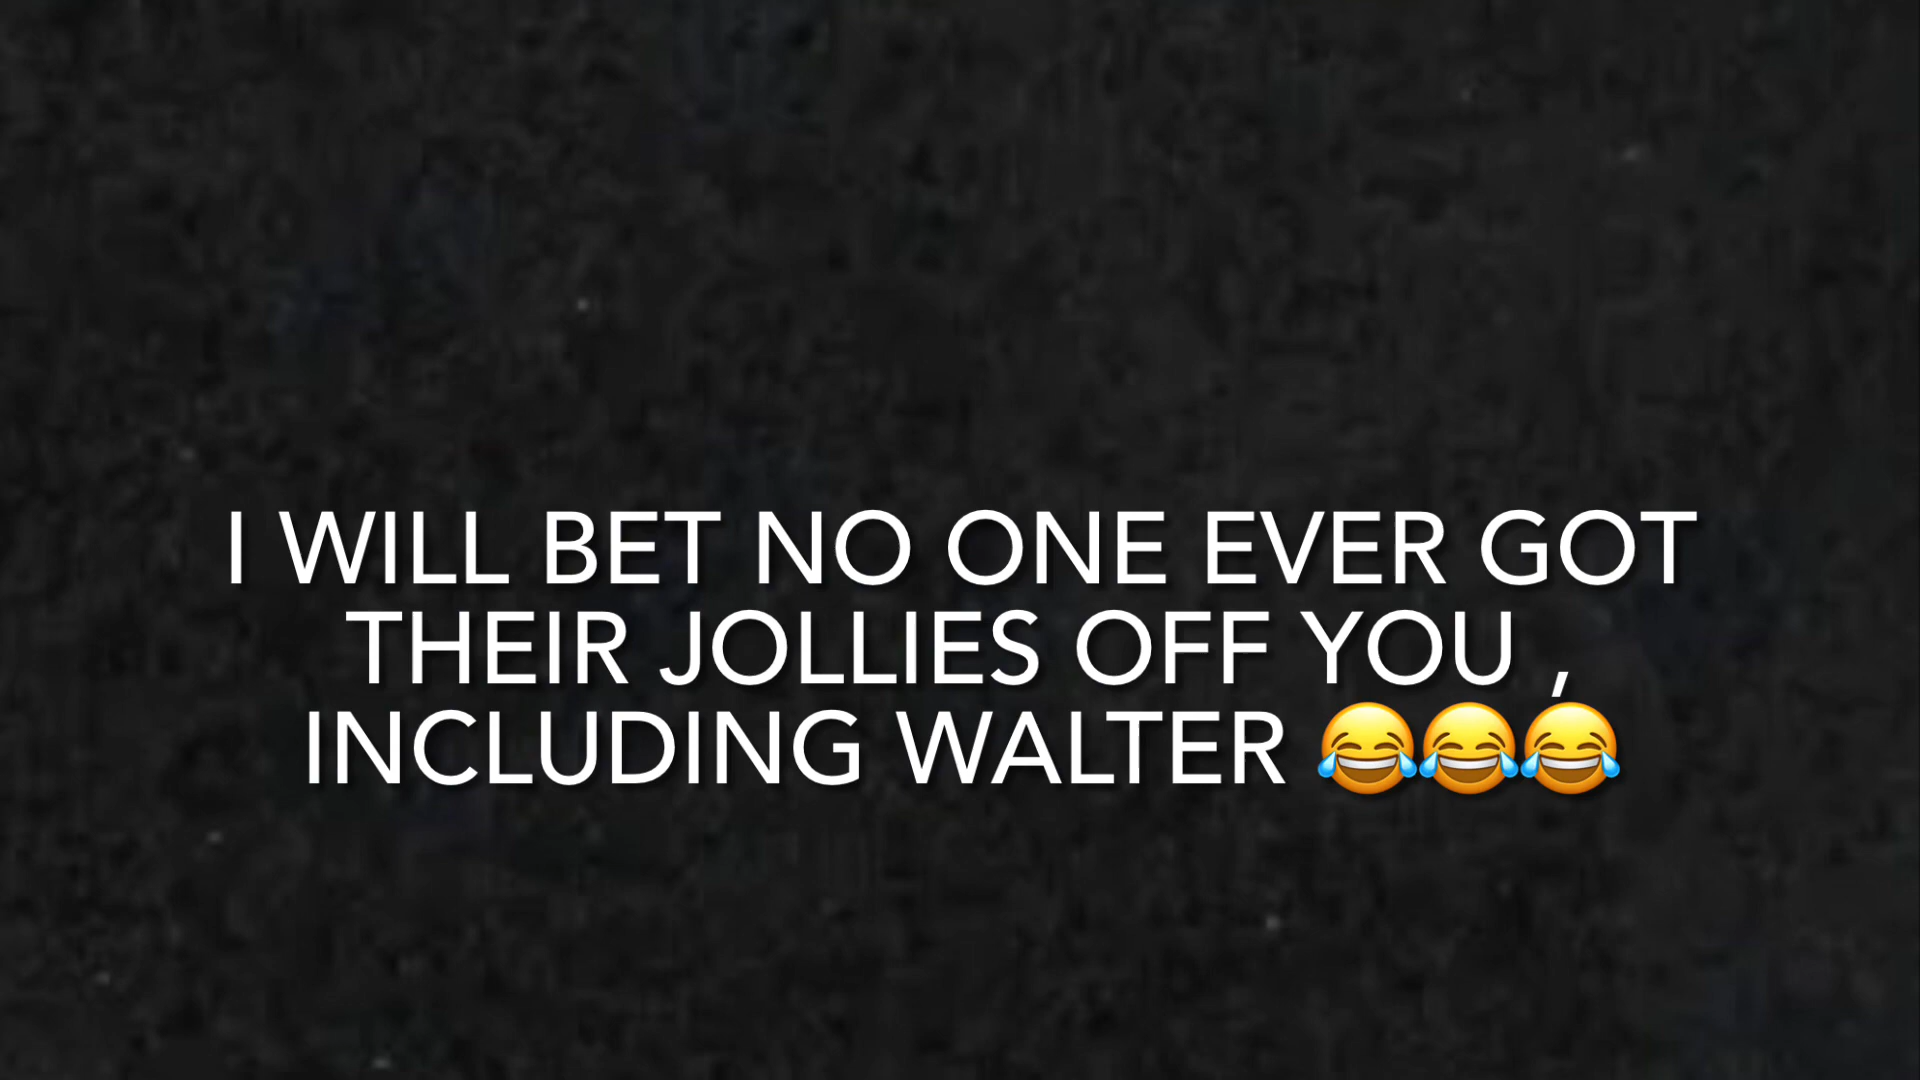 I WILL BET NO ONE EVER GOT
THEIR JOLLIES OFF YOU ,
INCLUDING WALTER 😂😂😂